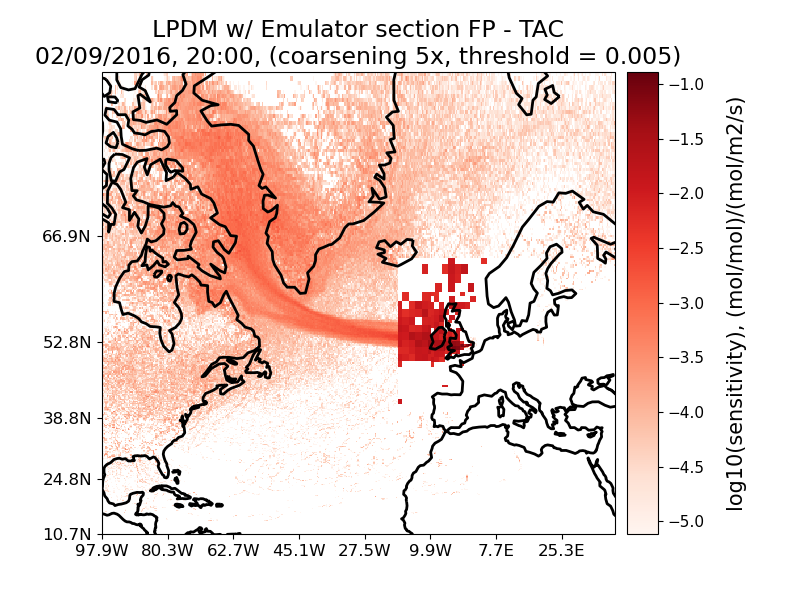 LPDM w/ Emulator section FP - TAC
02/09/2016, 20:00, (coarsening 5x, threshold = 0.005)
66.9N
52.8N
38.8N
24.8N
10.7N
97.9W 80.3W 62.7W 45.1W 27.5W 9.9W 7.7E 25.3E
−1.0
−1.5
−2.0
−2.5
−3.0
−3.5
−4.0
−4.5
−5.0
log10(sensitivity), (mol/mol)/(mol/m2/s)